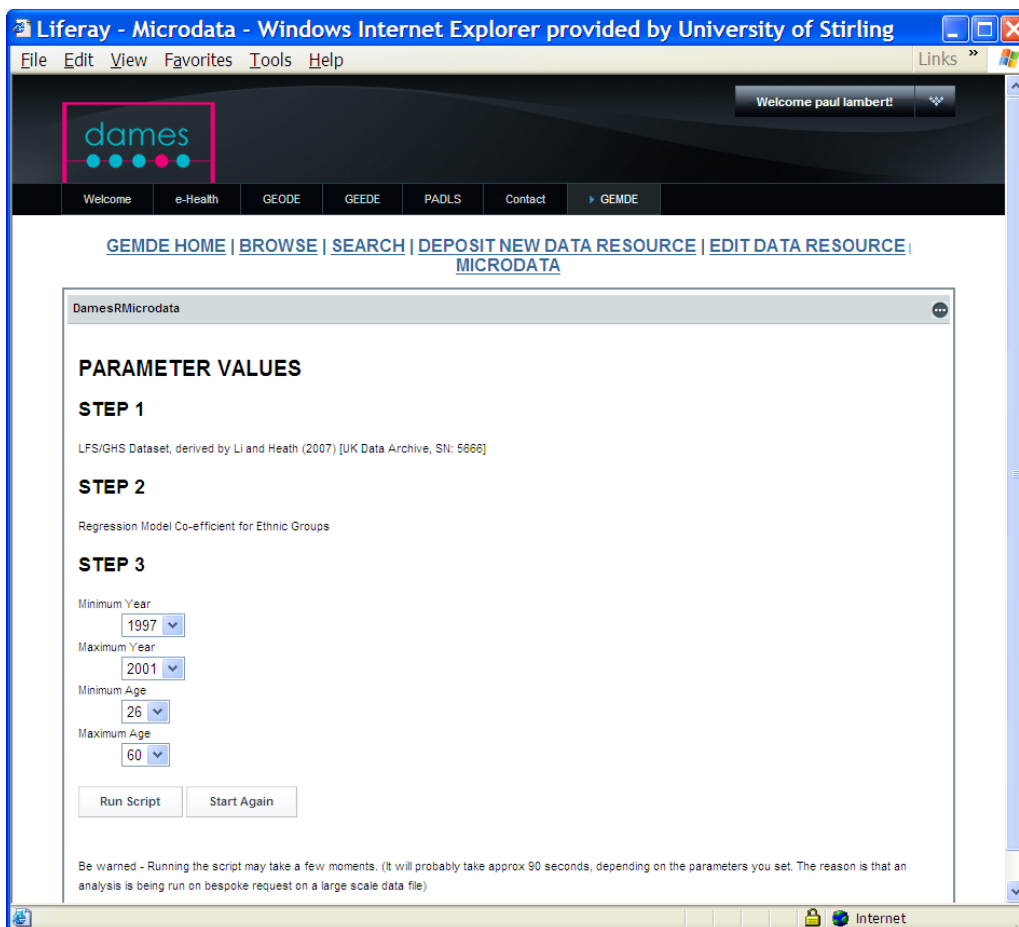 Liferay - Microdata - Windows Internet Explorer provided by University of Stirling
File Edit View Favorites Tools Help Links »
Welcome paul lambert!
dames
Welcome e-Health GEODE GEEDE PADLS Contact GEMDE
GEMDE HOME | BROWSE | SEARCH | DEPOSIT NEW DATA RESOURCE | EDIT DATA RESOURCE |
MICRODATA
DamesRMicrodata
PARAMETER VALUES
STEP 1
LFS/GHS Dataset, derived by Li and Heath (2007) [UK Data Archive, SN: 5666]
STEP 2
Regression Model Co-efficient for Ethnic Groups
STEP 3
Minimum Year
1997
Maximum Year
2001
Minimum Age
26
Maximum Age
60
Run Script Start Again
Be warned - Running the script may take a few moments. (It will probably take approx 90 seconds, depending on the parameters you set. The reason is that an
analysis is being run on bespoke request on a large scale data file)
Internet